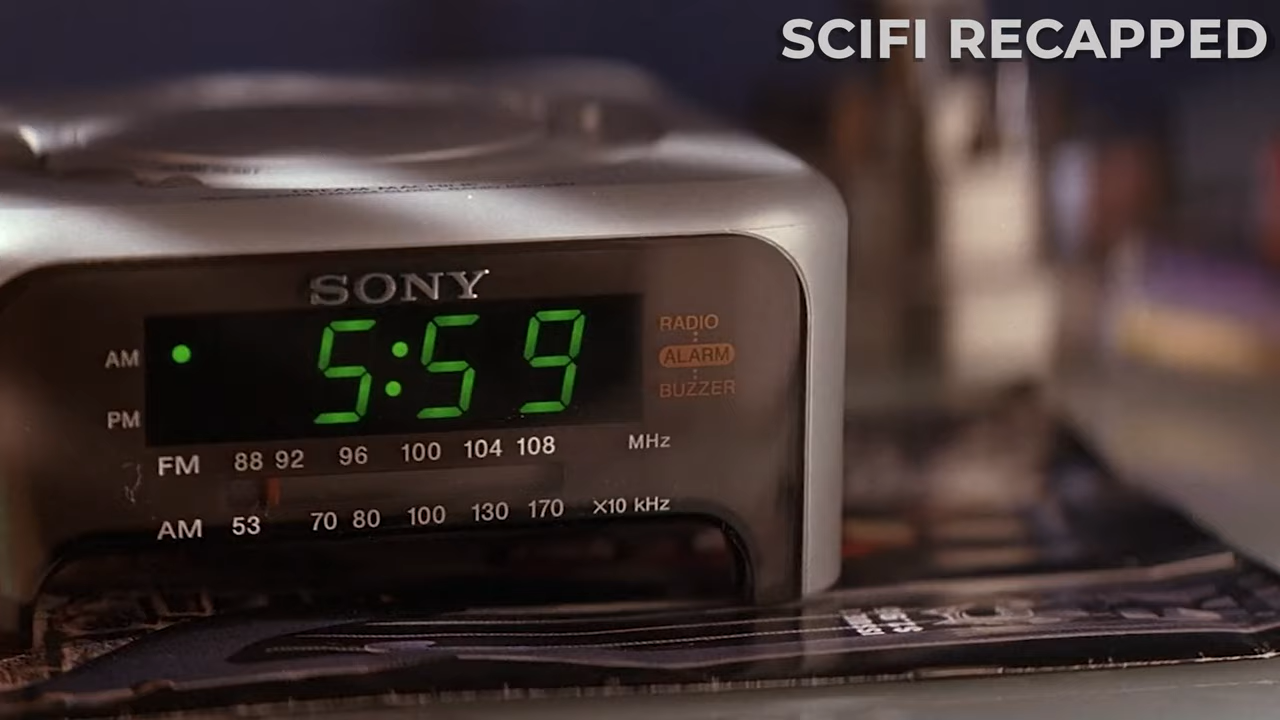 SCIFI RECAPPED
SONY
AM
5:59
RADIO
ALARM
BUZZER
PM
FM 88 92 96 100 104 108 MHz
AM 53 70 80 100 130 170 X10 kHz